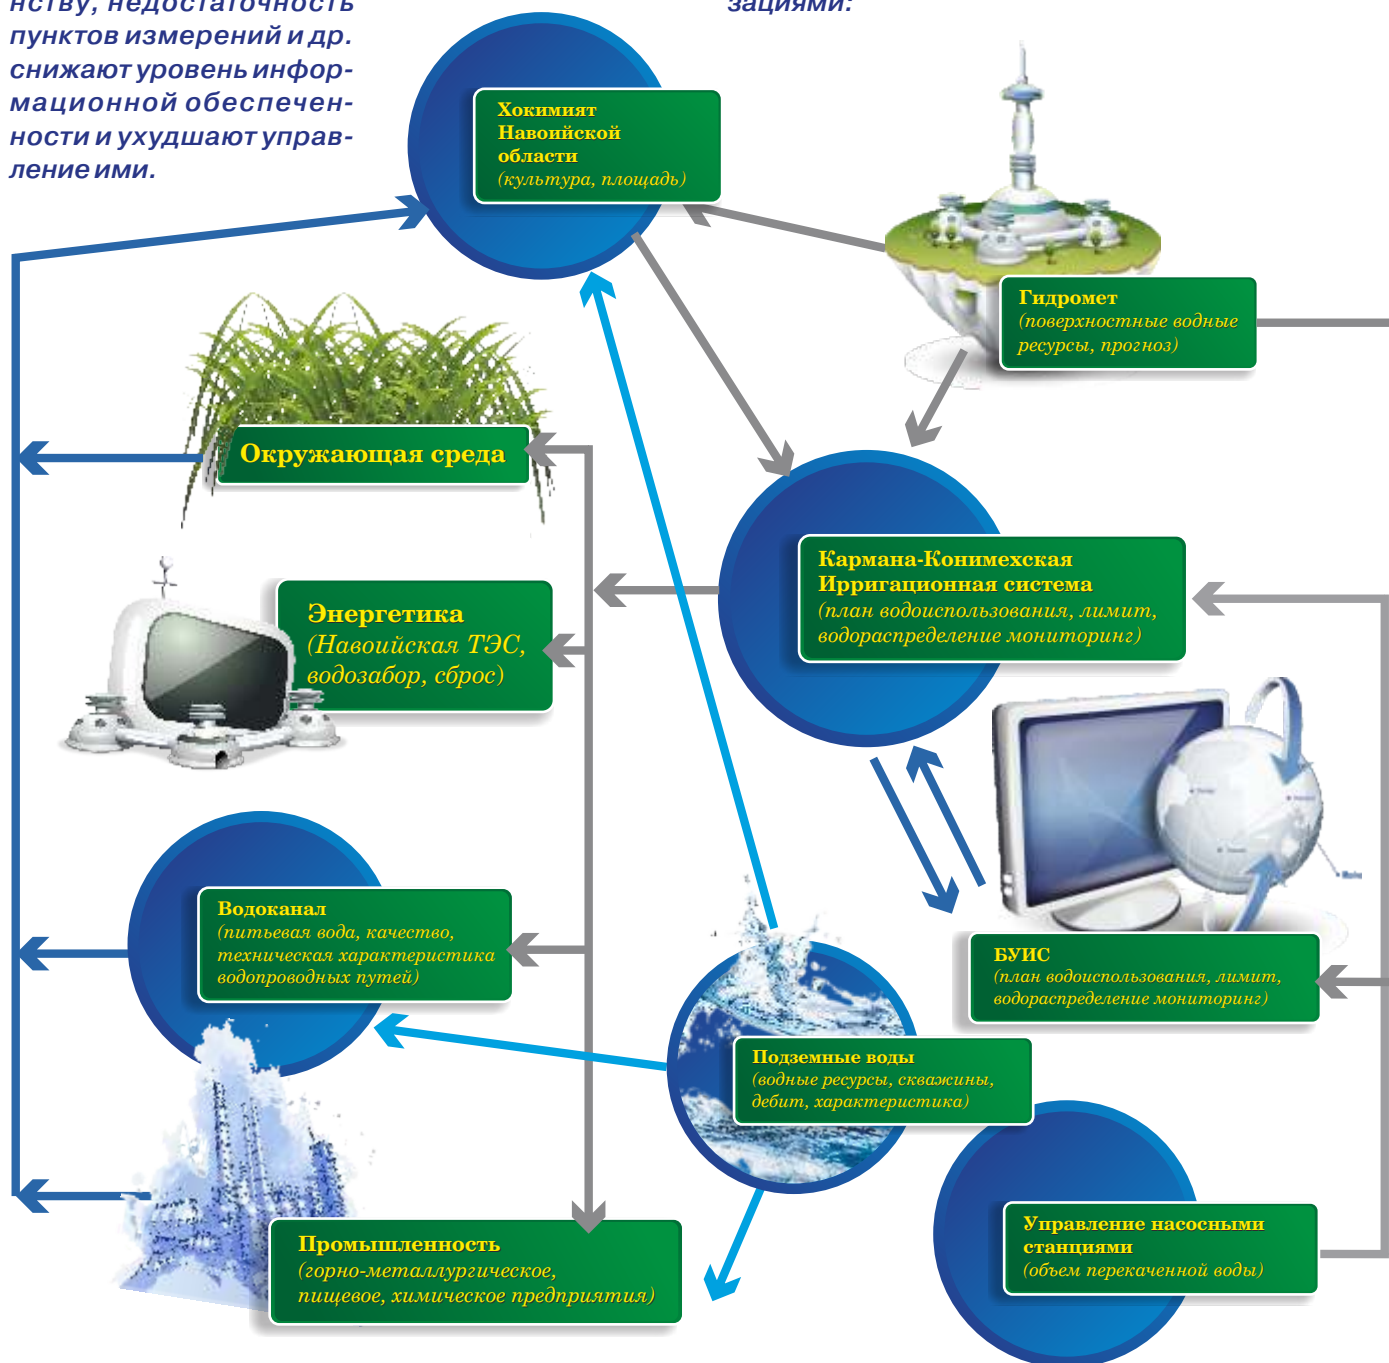 нству, недостаточность
пунктов измерений и др.
снижают уровень инфор-
мационной обеспечен-
ности и ухудшают управ-
ление ими.
зациями:
Хокимият
Навоийской
области
(культура, площадь)
Гидромет
(поверхностные водные
ресурсы, прогноз)
Окружающая среда
Кармана-Конимехская
Ирригационная система
(план водоиспользования, лимит,
водораспределение мониторинг)
Энергетика
(Навоийская ТЭС,
водозабор, сброс)
Водоканал
(питьевая вода, качество,
техническая характеристика
водопроводных путей)
БУИС
(план водоиспользования, лимит,
водораспределение мониторинг)
Подземные воды
(водные ресурсы, скважины,
дебит, характеристика)
Управление насосными
станциями
(объем перекаченной воды)
Промышленность
(горно-металлургическое,
пищевое, химическое предприятия)